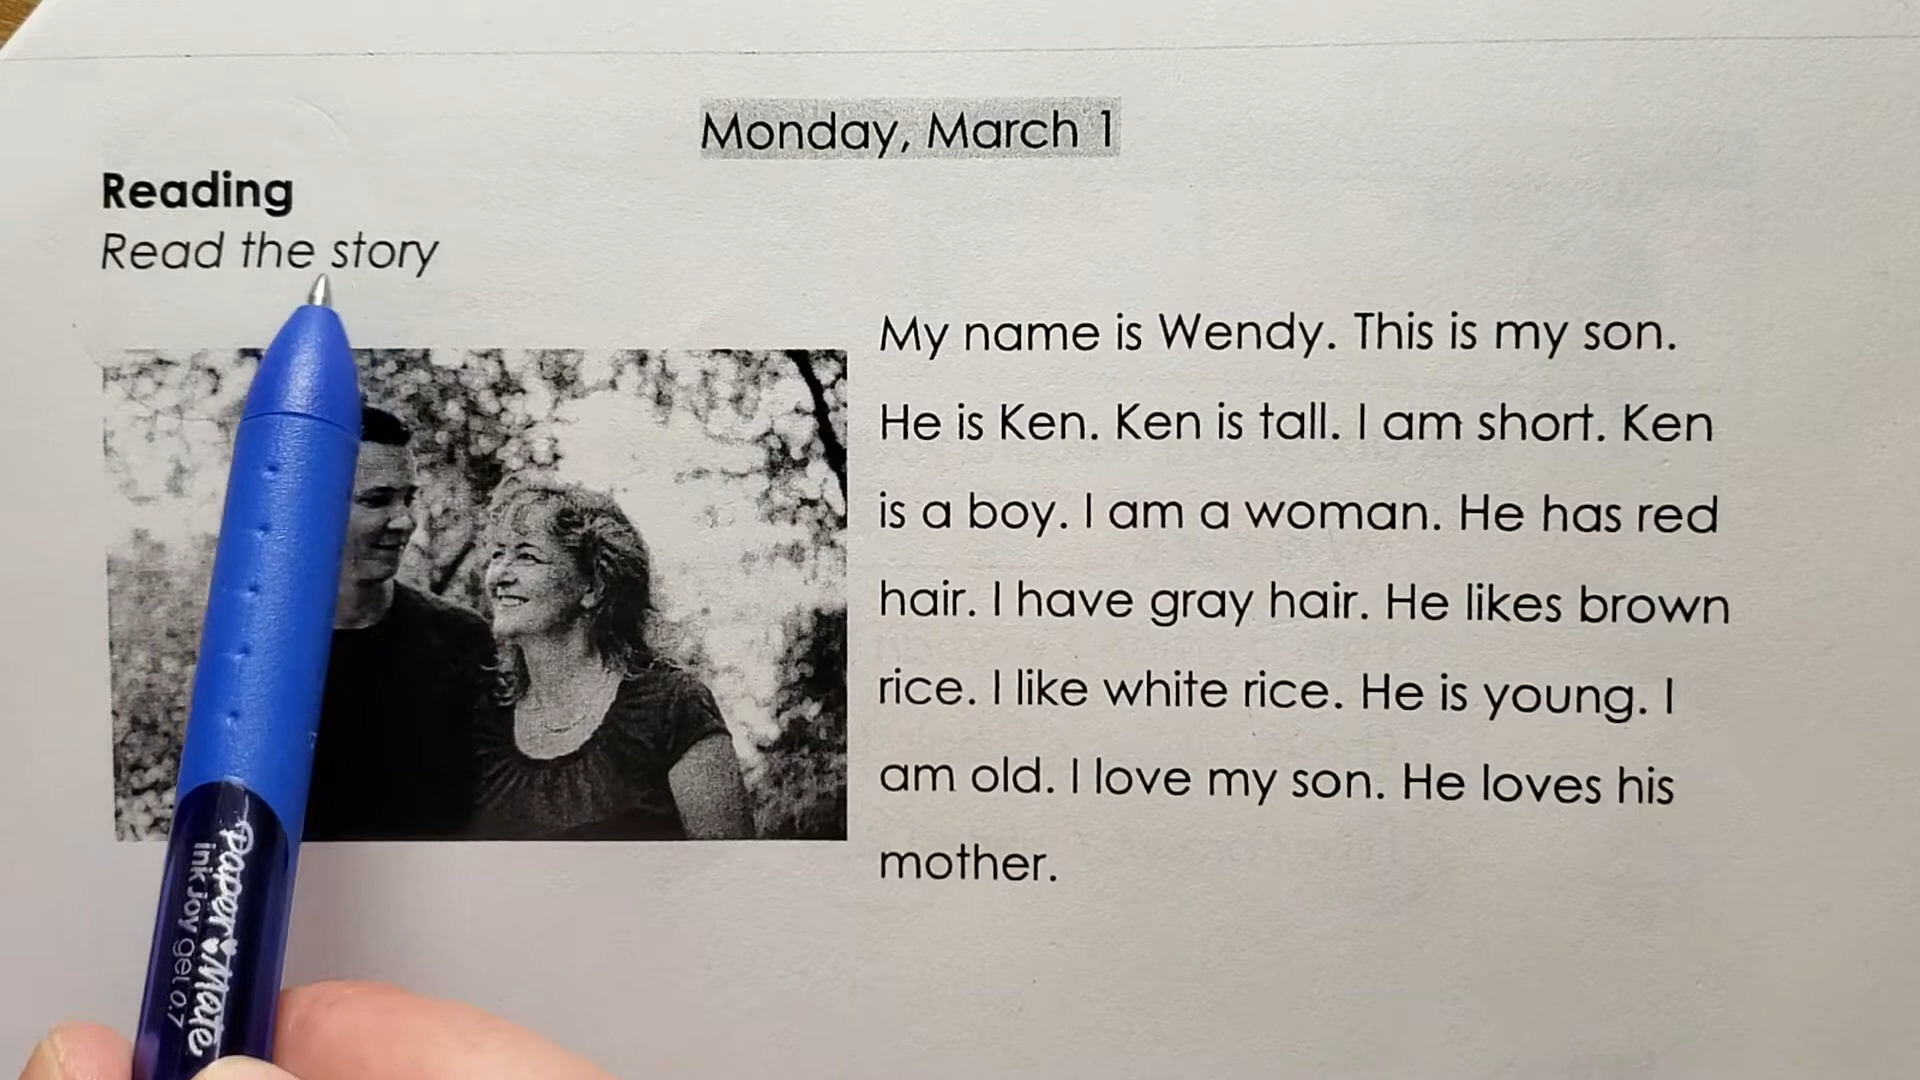 Monday, March 1
Reading
Read the story
My name is Wendy. This is my son.
He is Ken. Ken is tall. I am short. Ken
is a boy. I am a woman. He has red
hair. I have gray hair. He likes brown
rice. I like white rice. He is young. I
am old. I love my son. He loves his
mother.
Paper Mate
inkJoy gel 0.7